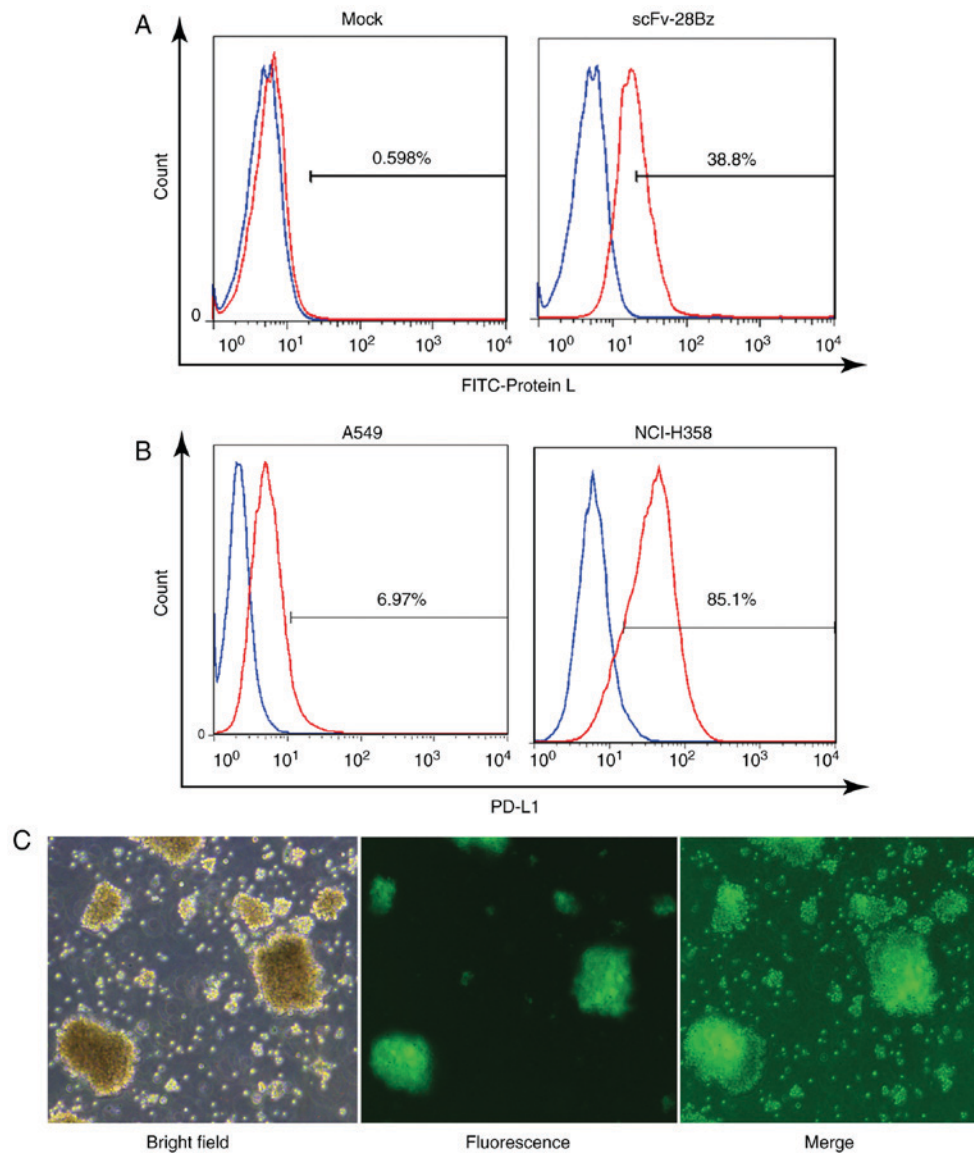 A
Mock
scFv-28Bz
Count
0.598%
38.8%
0
10⁰ 10¹ 10² 10³ 10⁴
10⁰ 10¹ 10² 10³ 10⁴
FITC-Protein L
B
A549
NCI-H358
Count
6.97%
85.1%
0
10⁰ 10¹ 10² 10³ 10⁴
10⁰ 10¹ 10² 10³ 10⁴
PD-L1
C
Bright field
Fluorescence
Merge